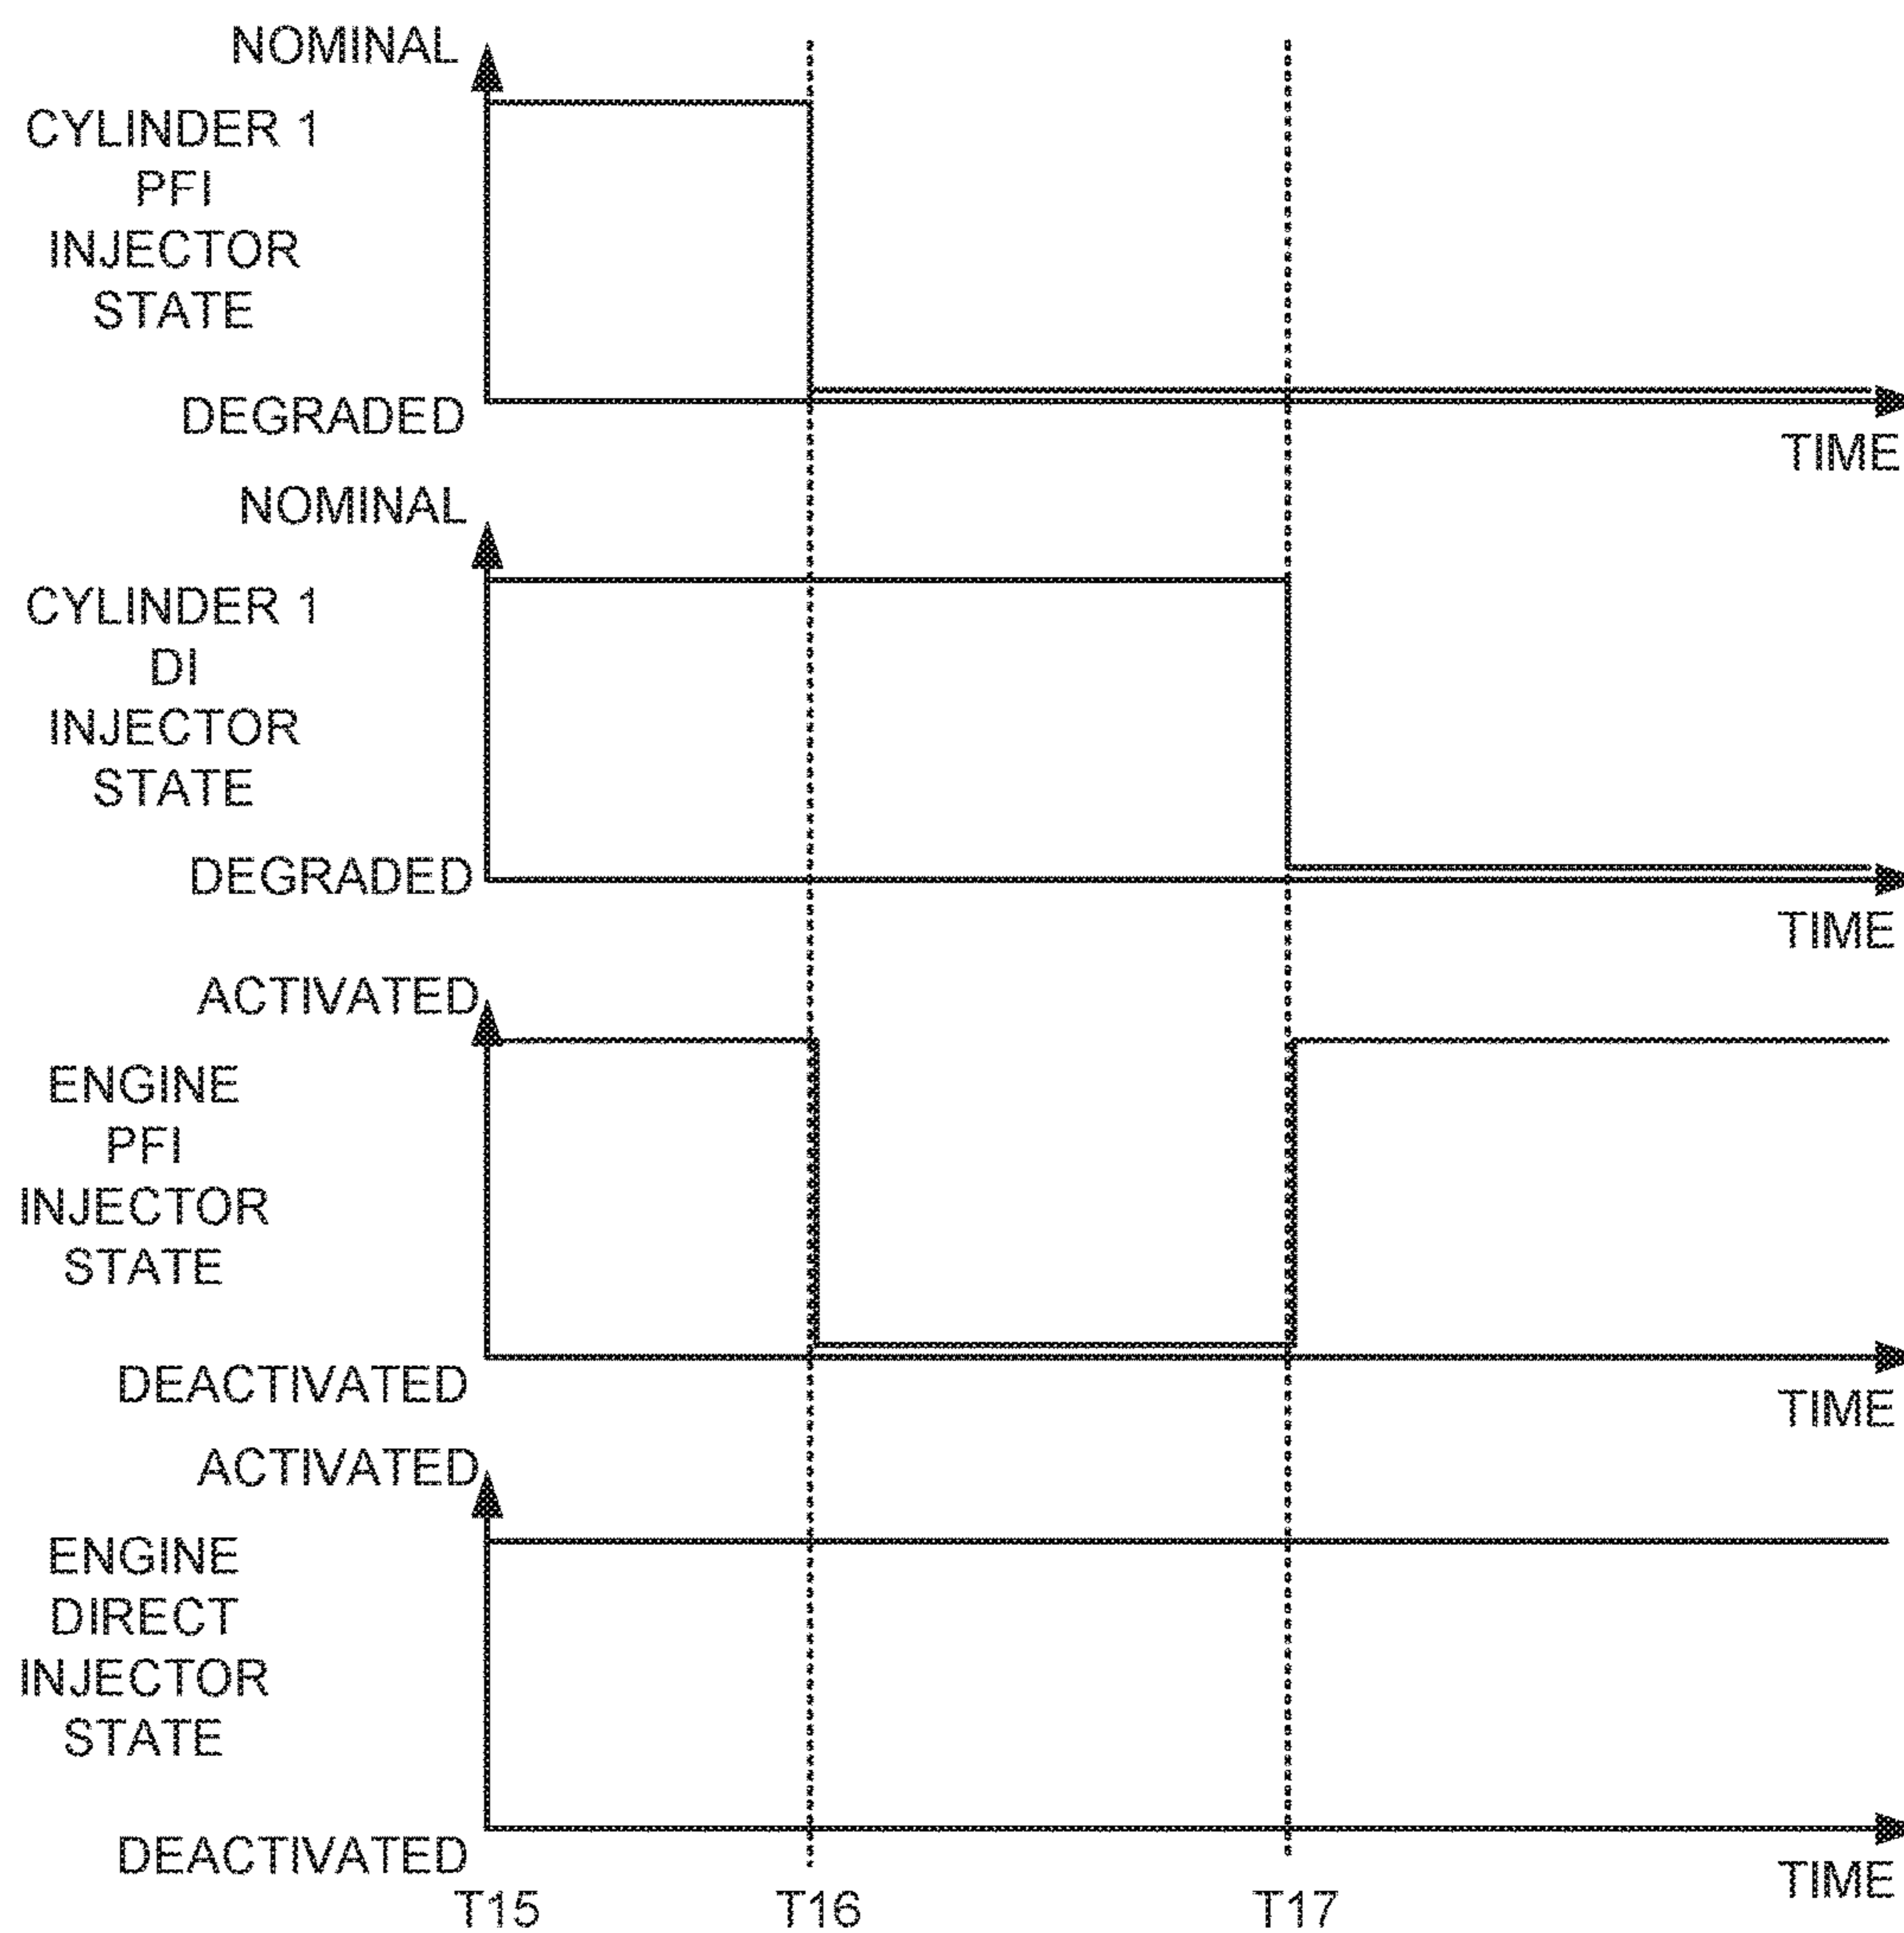 NOMINAL
CYLINDER 1
PFI
INJECTOR
STATE
DEGRADED
TIME
NOMINAL
CYLINDER 1
DI
INJECTOR
STATE
DEGRADED
TIME
ACTIVATED
ENGINE
PFI
INJECTOR
STATE
DEACTIVATED
TIME
ACTIVATED
ENGINE
DIRECT
INJECTOR
STATE
DEACTIVATED
TIME
T15 T16 T17